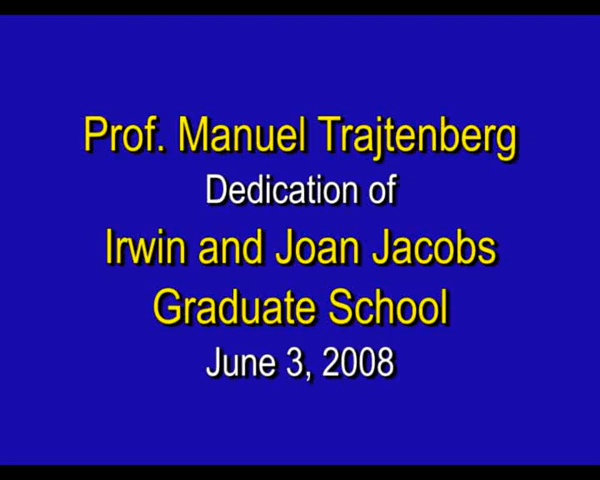 Prof. Manuel Trajtenberg
Dedication of
Irwin and Joan Jacobs
Graduate School
June 3, 2008